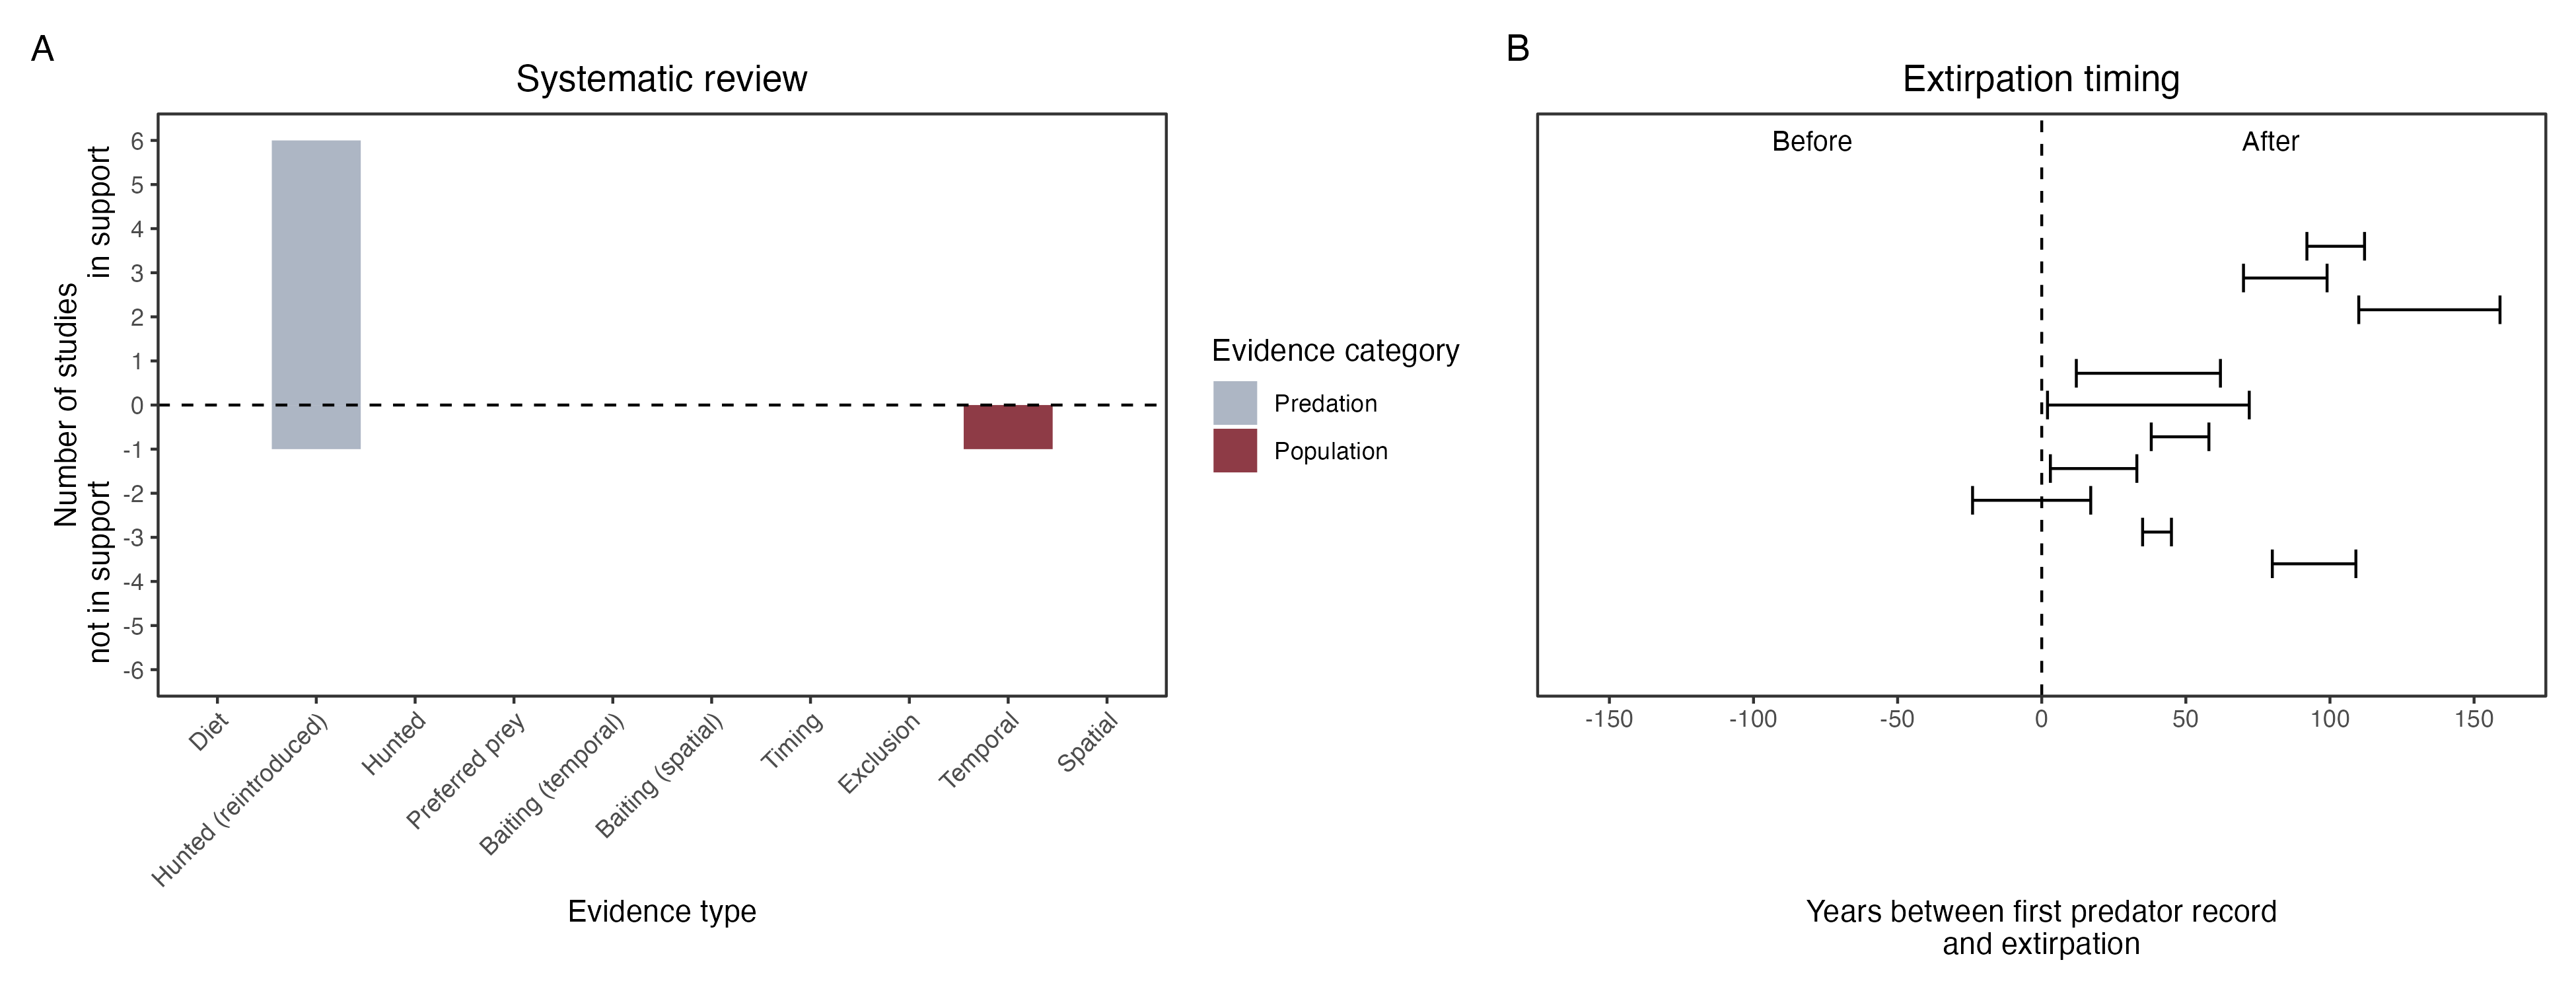 A
Systematic review
6
5
4
3
2
1
0
-1
-2
-3
-4
-5
-6
Number of studies
in support
not in support
Diet
Hunted (reintroduced)
Hunted
Preferred prey
Baiting (temporal)
Baiting (spatial)
Timing
Exclusion
Temporal
Spatial
Evidence type
Evidence category
Predation
Population
B
Extirpation timing
Before
After
-150
-100
-50
0
50
100
150
Years between first predator record
and extirpation